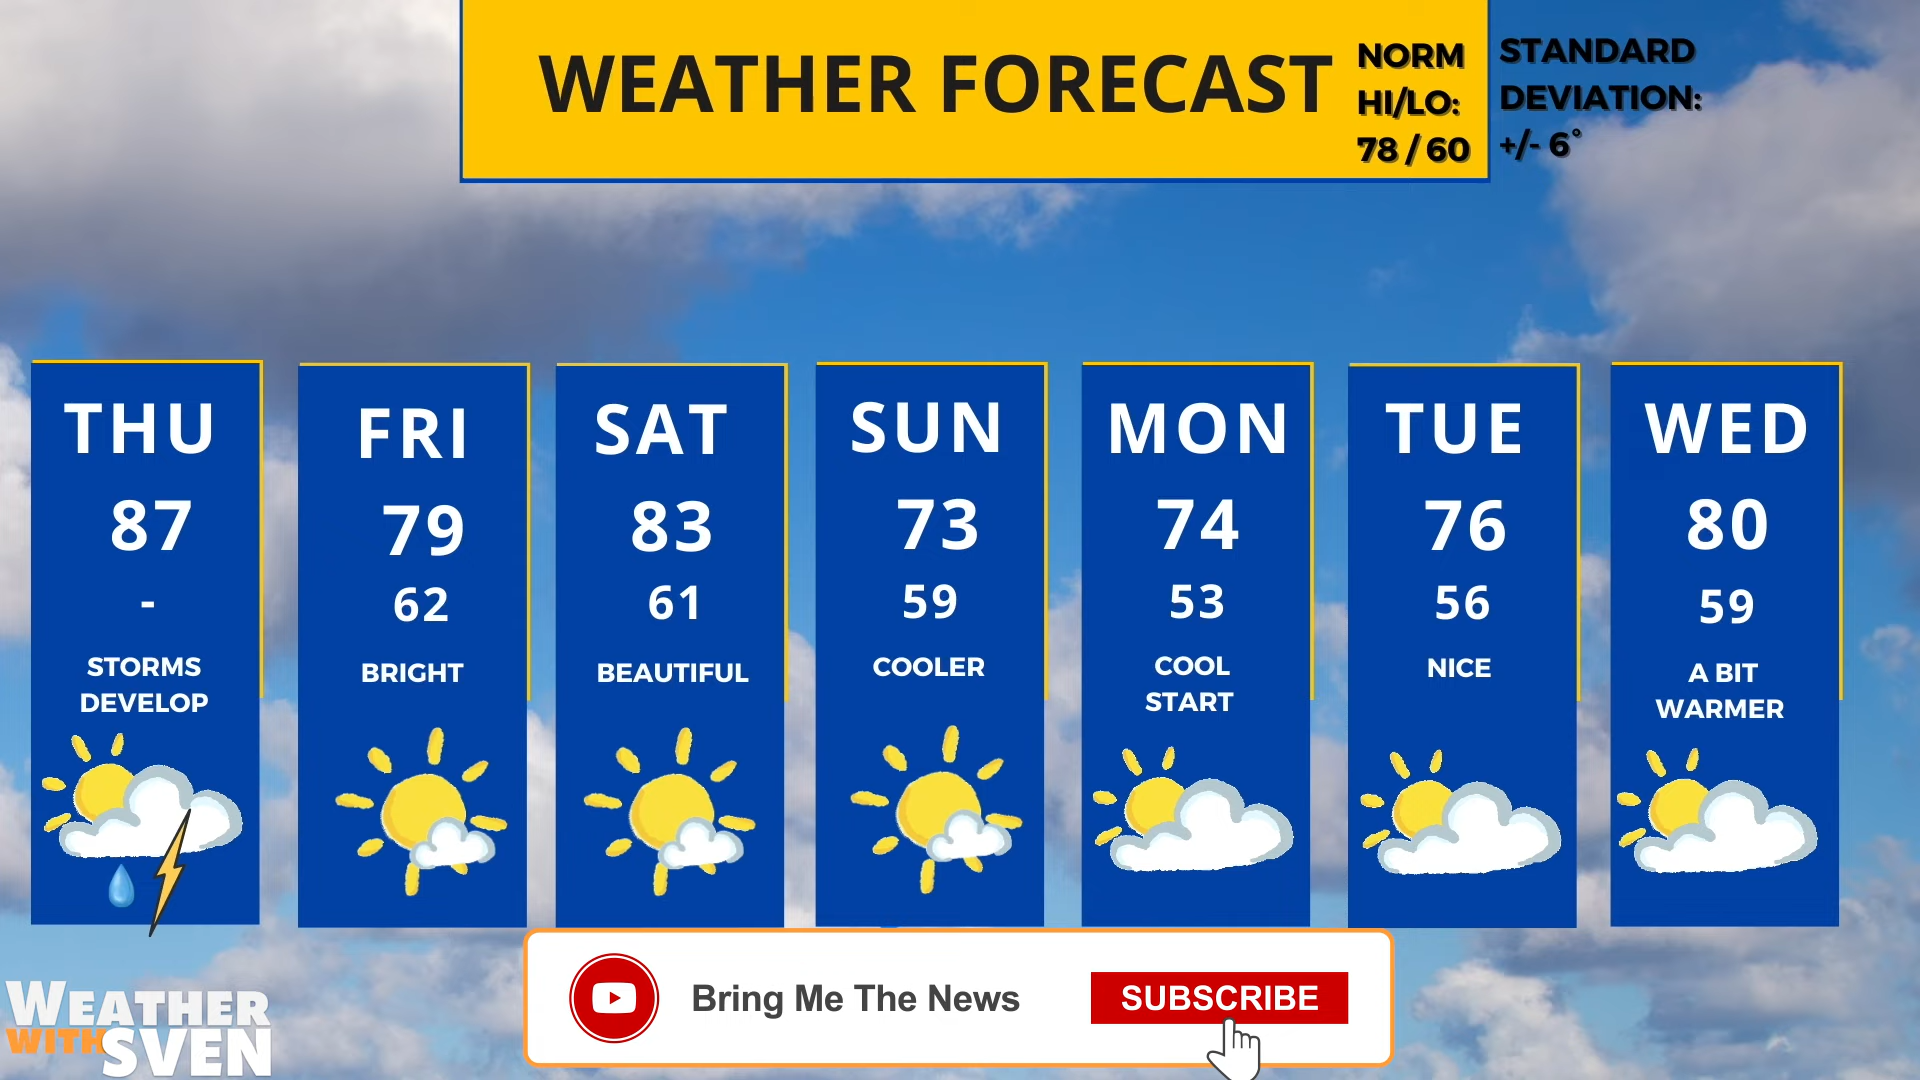 WEATHER FORECAST
NORM
HI/LO:
78 / 60
STANDARD
DEVIATION:
+/- 6°
THU
87
-
STORMS
DEVELOP
FRI
79
62
BRIGHT
SAT
83
61
BEAUTIFUL
SUN
73
59
COOLER
MON
74
53
COOL
START
TUE
76
56
NICE
WED
80
59
A BIT
WARMER
WEATHER
WITH SVEN
Bring Me The News
SUBSCRIBE